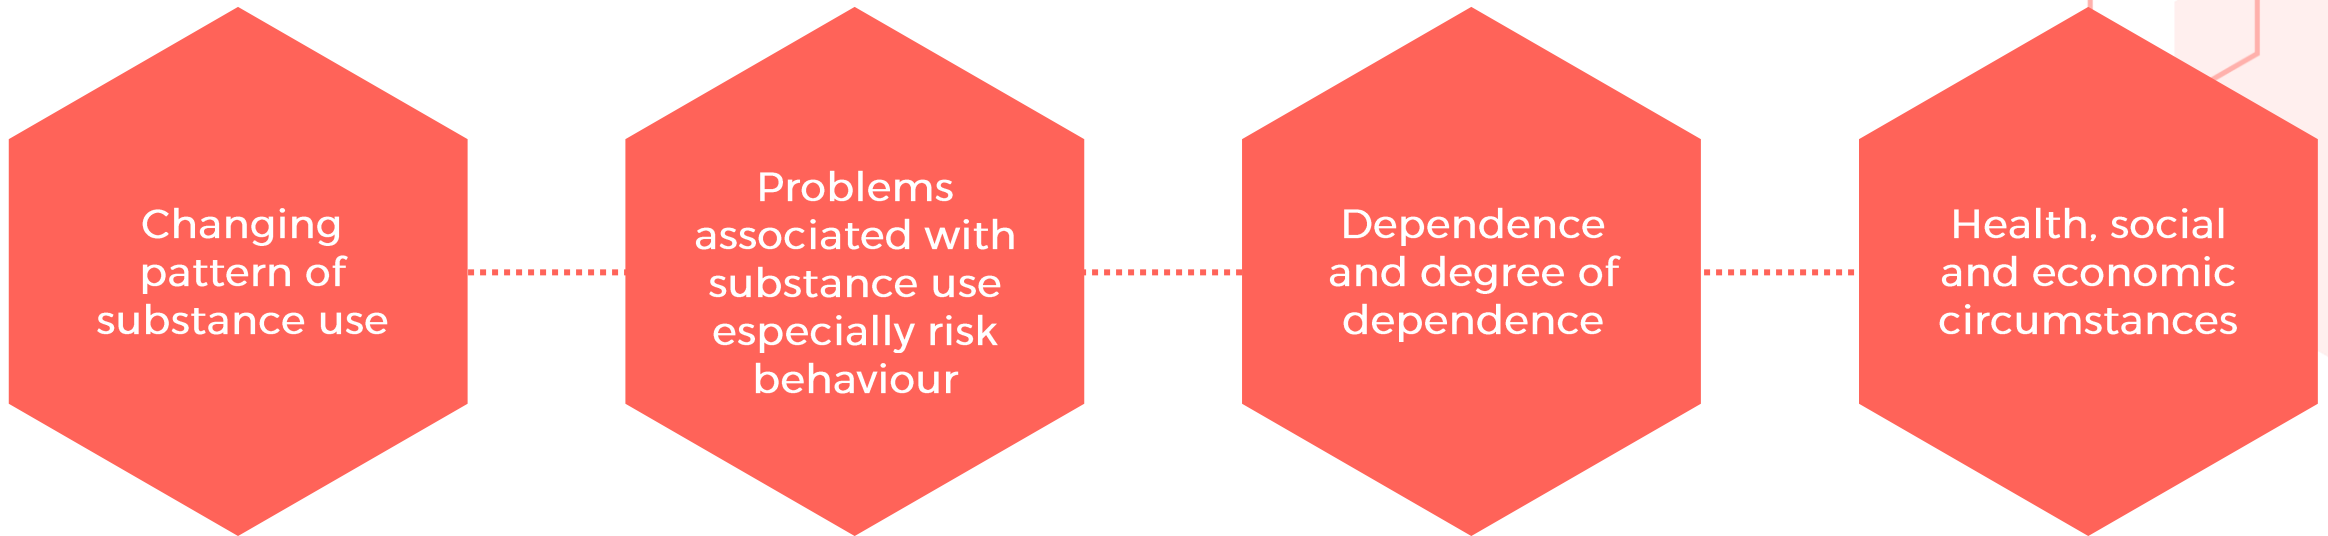 Changing
pattern of
substance use
Problems
associated with
substance use
especially risk
behaviour
Dependence
and degree of
dependence
Health, social
and economic
circumstances